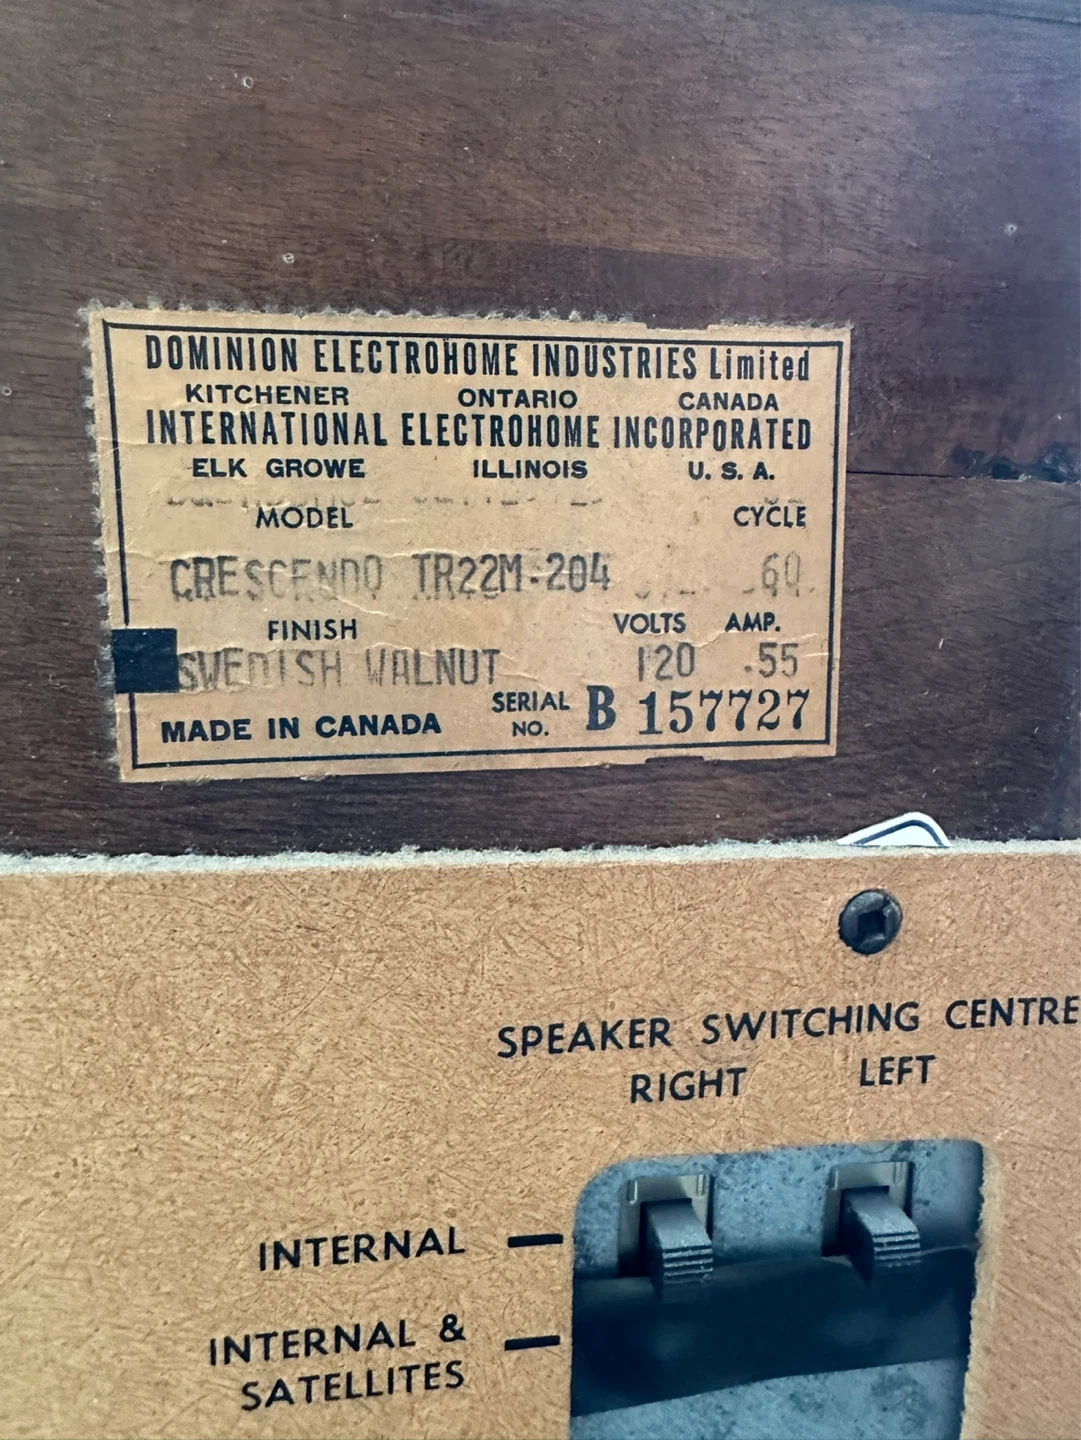 DOMINION ELECTROHOME INDUSTRIES Limited
KITCHENER ONTARIO CANADA
INTERNATIONAL ELECTROHOME INCORPORATED
ELK GROWE ILLINOIS U. S. A.
MODEL CYCLE
CRESCENDO TR22M-204 60
FINISH VOLTS AMP.
SWEDISH WALNUT 120 .55
MADE IN CANADA SERIAL NO. B 157727
SPEAKER SWITCHING CENTRE
RIGHT LEFT
INTERNAL
INTERNAL &
SATELLITES